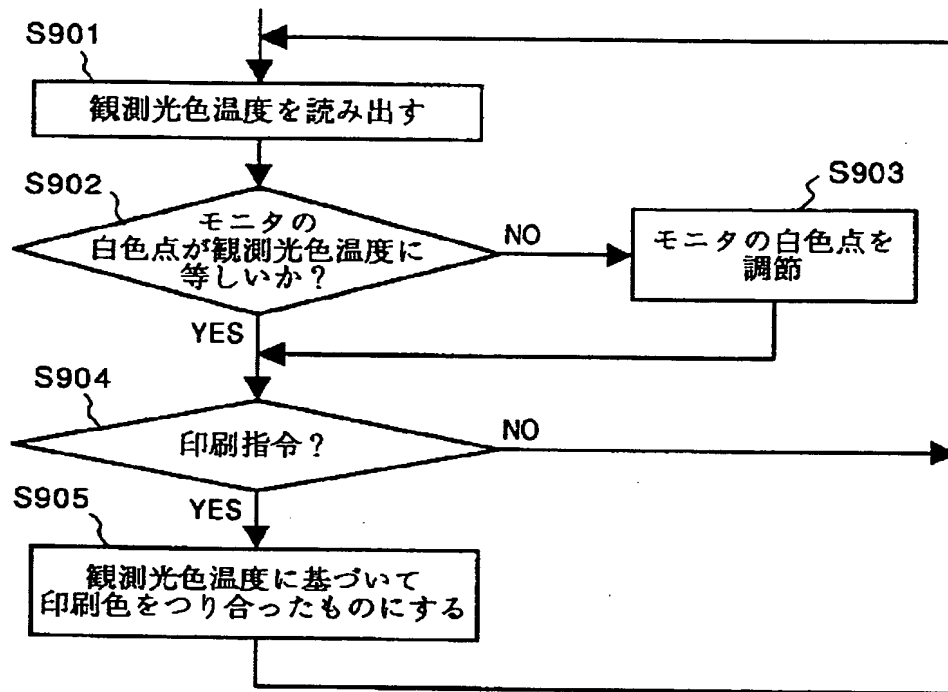 S901
観測光色温度を読み出す
S902
モニタの
白色点が観測光色温度に
等しいか？
NO
S903
モニタの白色点を
調節
YES
S904
印刷指令？
NO
YES
S905
観測光色温度に基づいて
印刷色をつり合ったものにする